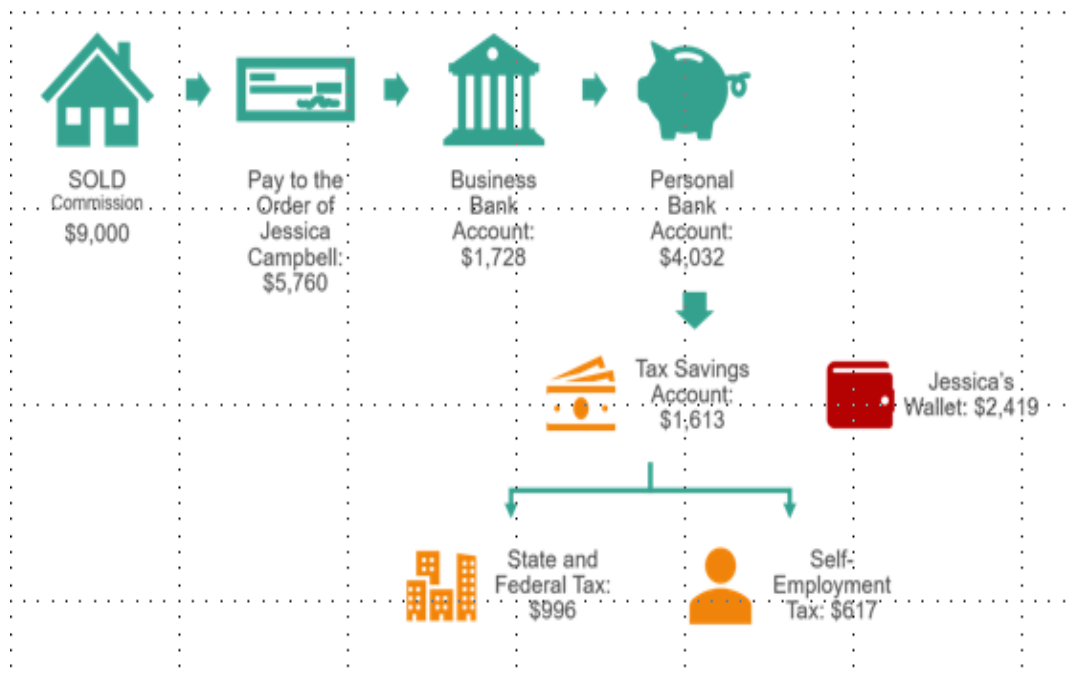 SOLD
Commission
$9,000
Pay to the
Order of
Jessica
Campbell:
$5,760
Business
Bank
Account:
$1,728
Personal
Bank
Account:
$4,032
Tax Savings
Account:
$1,613
Jessica's
Wallet: $2,419
State and
Federal Tax:
$996
Self-
Employment
Tax: $617